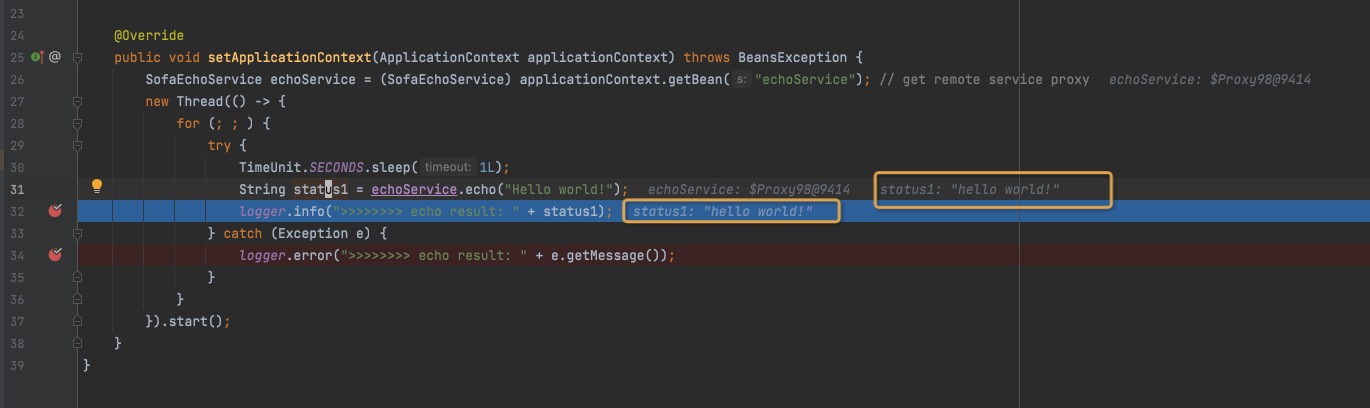 23
24 @Override
25 @ public void setApplicationContext(ApplicationContext applicationContext) throws BeansException {
26 SofaEchoService echoService = (SofaEchoService) applicationContext.getBean( s: "echoService"); // get remote service proxy echoService: $Proxy98@9414
27 new Thread(() -> {
28 for (; ; ) {
29 try {
30 TimeUnit.SECONDS.sleep( timeout: 1L);
31 String status1 = echoService.echo("Hello world!"); echoService: $Proxy98@9414 status1: "hello world!"
32 logger.info(">>>>>>>> echo result: " + status1); status1: "hello world!"
33 } catch (Exception e) {
34 logger.error(">>>>>>>> echo result: " + e.getMessage());
35 }
36 }
37 }).start();
38 }
39 }